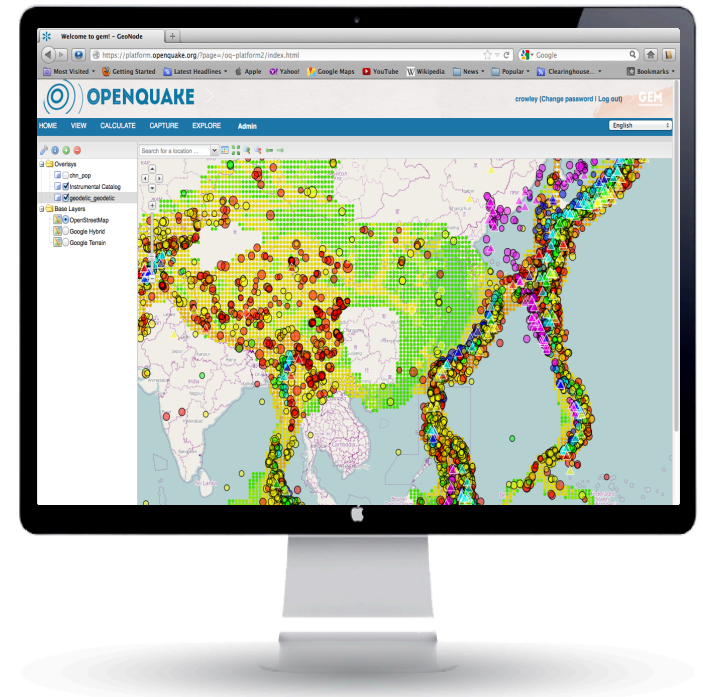 Welcome to gem! – GeoNode
https://platform.openquake.org/?page=/oq-platform2/index.html
Google
Most Visited
Getting Started
Latest Headlines
Apple
Yahoo!
Google Maps
YouTube
Wikipedia
News
Popular
Clearinghouse...
Bookmarks
OPENQUAKE
crowley (Change password | Log out)
GEM
HOME VIEW CALCULATE CAPTURE EXPLORE Admin
English
Search for a location ...
Overlays
chn_pop
Instrumental Catalog
geodetic_geodetic
Base Layers
OpenStreetMap
Google Hybrid
Google Terrain
India
Cambodia